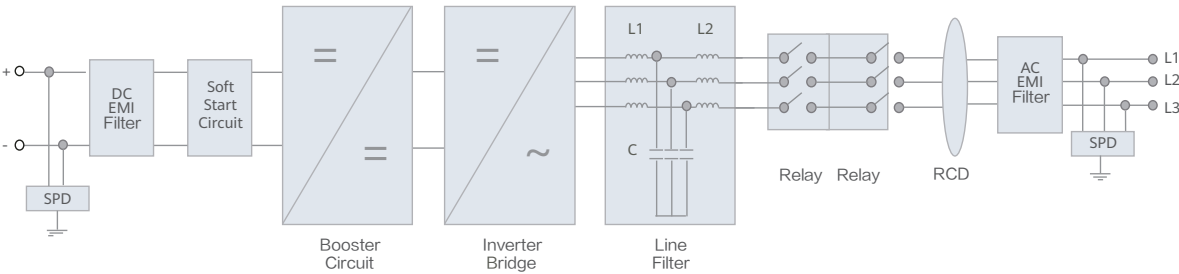 +
-
SPD
DC
EMI
Filter
Soft
Start
Circuit
=
=
Booster
Circuit
=
~
Inverter
Bridge
L1
L2
C
Line
Filter
Relay
Relay
RCD
AC
EMI
Filter
L1
L2
L3
SPD